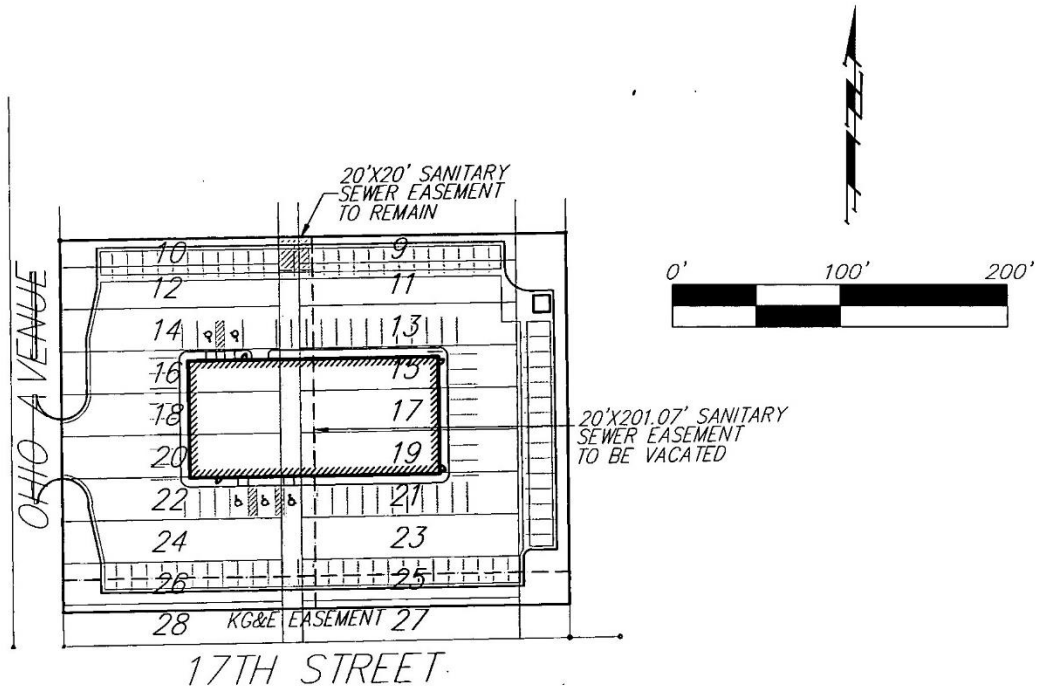 20'X20' SANITARY
SEWER EASEMENT
TO REMAIN
0' 100' 200'
10 9
12 11
14 13
16 15
18 17
20 19
22 21
24 23
26 25
28 27
20'X201.07' SANITARY
SEWER EASEMENT
TO BE VACATED
OHIO AVENUE
KG&E EASEMENT
17TH STREET